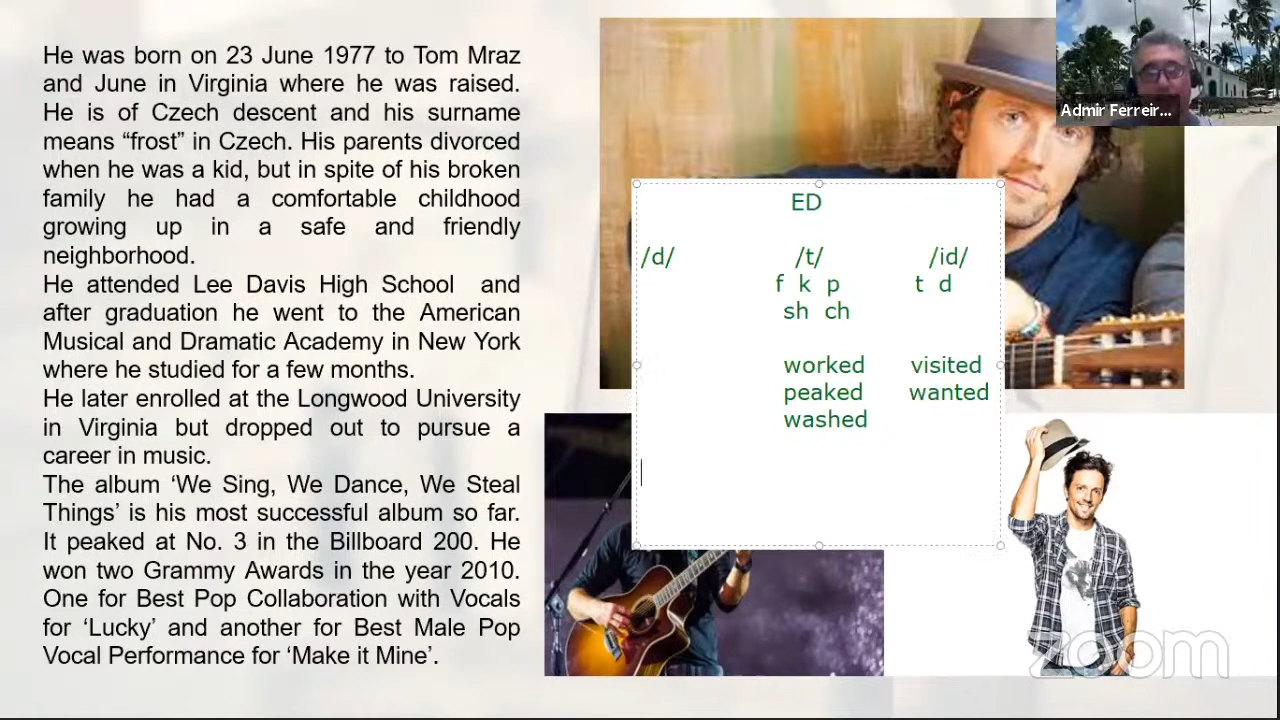 He was born on 23 June 1977 to Tom Mraz
and June in Virginia where he was raised.
He is of Czech descent and his surname
means “frost” in Czech. His parents divorced
when he was a kid, but in spite of his broken
family he had a comfortable childhood
growing up in a safe and friendly
neighborhood.
He attended Lee Davis High School and
after graduation he went to the American
Musical and Dramatic Academy in New York
where he studied for a few months.
He later enrolled at the Longwood University
in Virginia but dropped out to pursue a
career in music.
The album ‘We Sing, We Dance, We Steal
Things’ is his most successful album so far.
It peaked at No. 3 in the Billboard 200. He
won two Grammy Awards in the year 2010.
One for Best Pop Collaboration with Vocals
for ‘Lucky’ and another for Best Male Pop
Vocal Performance for ‘Make it Mine’.
ED
/d/ /t/ /id/
f k p t d
sh ch
worked visited
peaked wanted
washed
Admir Ferreir...
zoom